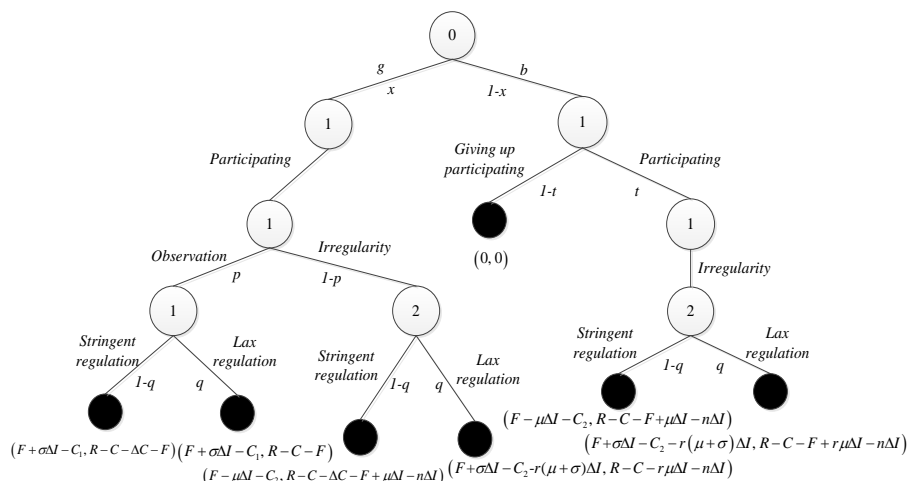 0
g
b
x
1-x
1
1
Participating
Giving up
participating
Participating
1-t
t
1
1
(0, 0)
Observation
Irregularity
Irregularity
p
1-p
1
2
2
Stringent
regulation
Lax
regulation
Stringent
regulation
Lax
regulation
Stringent
regulation
Lax
regulation
1-q
q
1-q
q
1-q
q
(F − μΔI − C₂, R − C − F + μΔI − nΔI)
(F + σΔI − C₁, R − C − ΔC − F) (F + σΔI − C₁, R − C − F)
(F + σΔI − C₂ − r(μ + σ)ΔI, R − C − F + rμΔI − nΔI)
(F − μΔI − C₂, R − C − ΔC − F + μΔI − nΔI) (F + σΔI − C₂ - r(μ + σ)ΔI, R − C − rμΔI − nΔI)